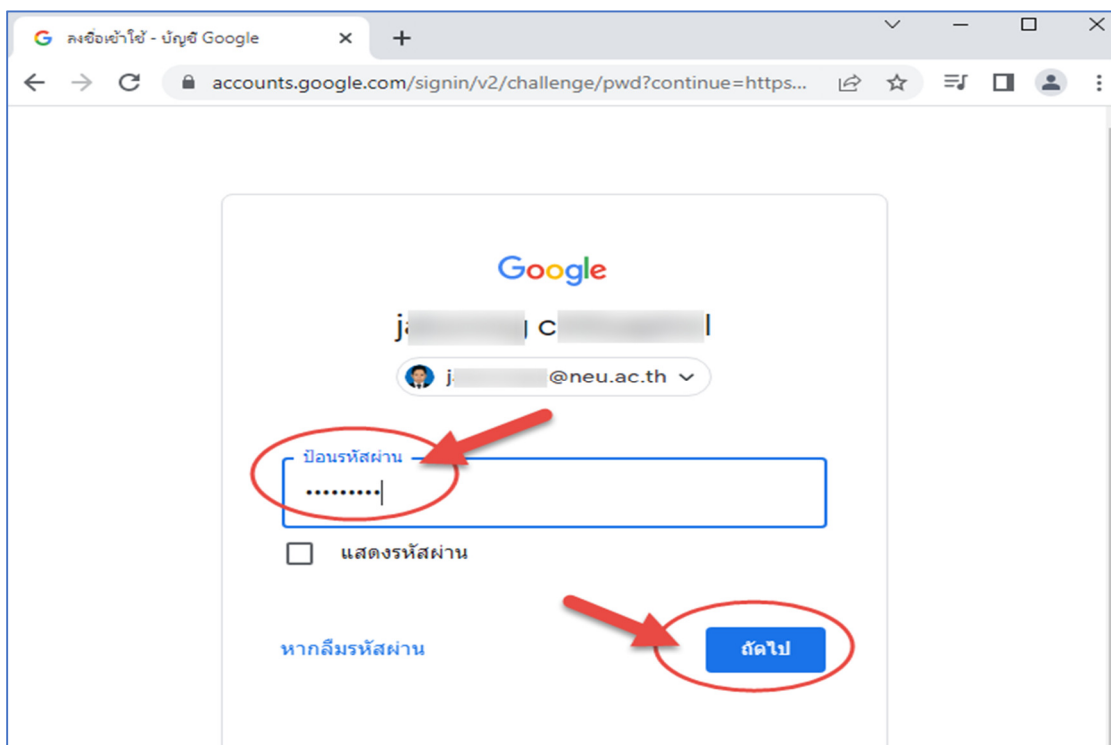 ลงชื่อเข้าใช้ - บัญชี Google
accounts.google.com/signin/v2/challenge/pwd?continue=https...
Google
@neu.ac.th
ป้อนรหัสผ่าน
•••••••••
แสดงรหัสผ่าน
หากลืมรหัสผ่าน
ถัดไป